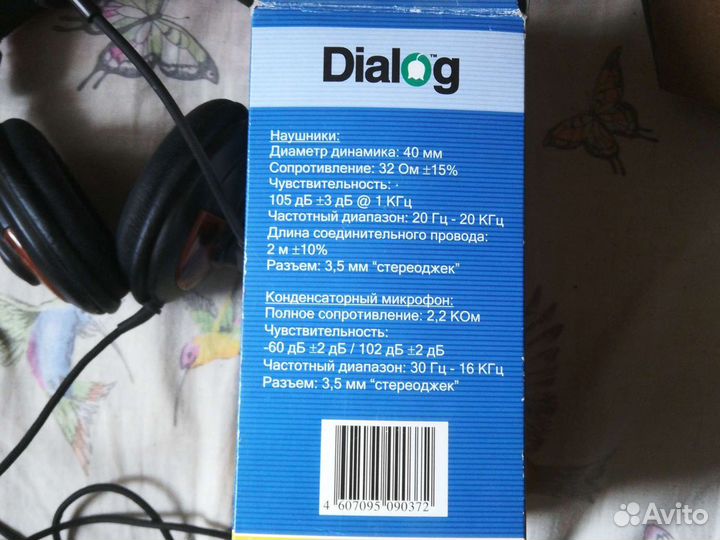 Dialog™
Наушники:
Диаметр динамика: 40 мм
Сопротивление: 32 Ом ±15%
Чувствительность:
105 дБ ±3 дБ @ 1 КГц
Частотный диапазон: 20 Гц - 20 КГц
Длина соединительного провода:
2 м ±10%
Разъем: 3,5 мм “стереоджек”
Конденсаторный микрофон:
Полное сопротивление: 2,2 КОм
Чувствительность:
-60 дБ ±2 дБ / 102 дБ ±2 дБ
Частотный диапазон: 30 Гц - 16 КГц
Разъем: 3,5 мм “стереоджек”
4 607095 090372
Avito